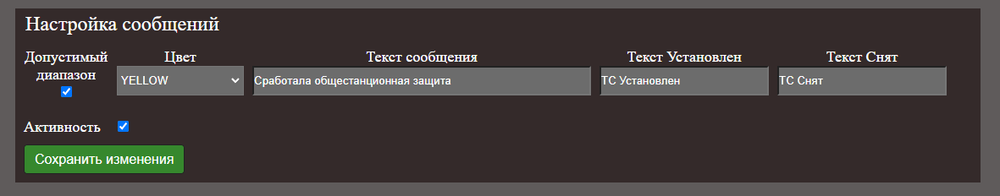 Настройка сообщений
Допустимый диапазон
Цвет
Текст сообщения
Текст Установлен
Текст Снят
YELLOW
Сработала общестанционная защита
ТС Установлен
ТС Снят
Активность
Сохранить изменения